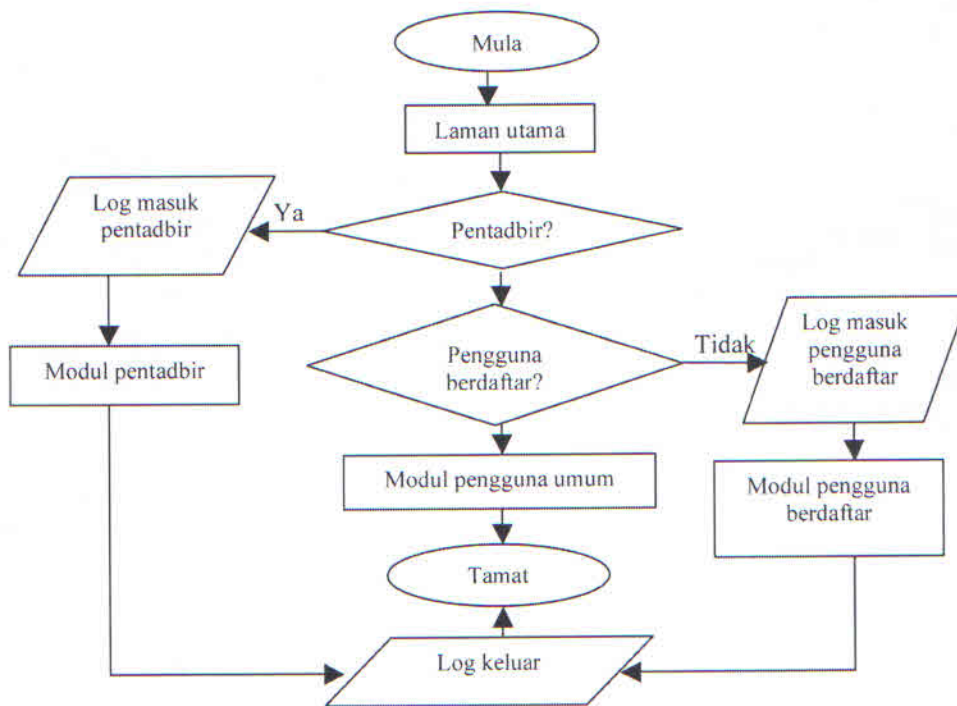 Mula
Laman utama
Log masuk
pentadbir
Ya
Pentadbir?
Modul pentadbir
Pengguna
berdaftar?
Tidak
Log masuk
pengguna
berdaftar
Modul pengguna umum
Modul pengguna
berdaftar
Tamat
Log keluar